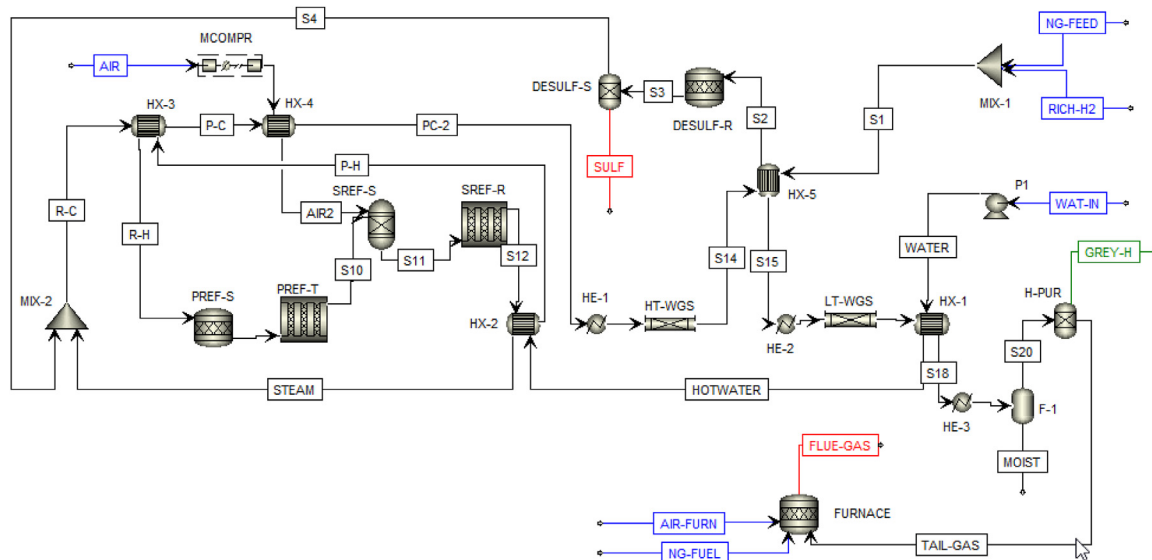 S4
NG-FEED
MCOMPR
AIR
DESULF-S
S3
S2
MIX-1
HX-3
HX-4
DESULF-R
S1
RICH-H2
P-C
PC-2
P-H
SULF
HX-5
P1
SREF-S
SREF-R
WAT-IN
R-C
R-H
AIR2
S14
S15
WATER
GREY-H
S10
S11
S12
MIX-2
PREF-S
PREF-T
HE-1
HT-WGS
LT-WGS
HX-1
H-PUR
HX-2
HE-2
S20
S18
STEAM
HOTWATER
HE-3
F-1
FLUE-GAS
MOIST
AIR-FURN
FURNACE
NG-FUEL
TAIL-GAS